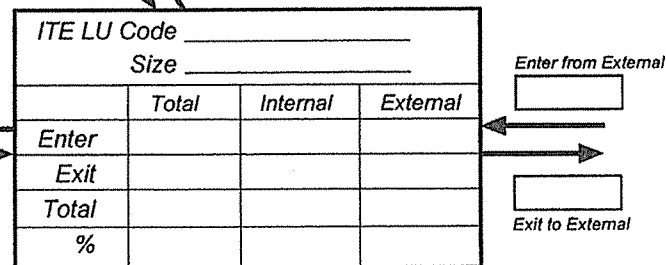 ITE LU Code
Size
Enter from External
Total Internal External
Enter
Exit
Total
%
Exit to External